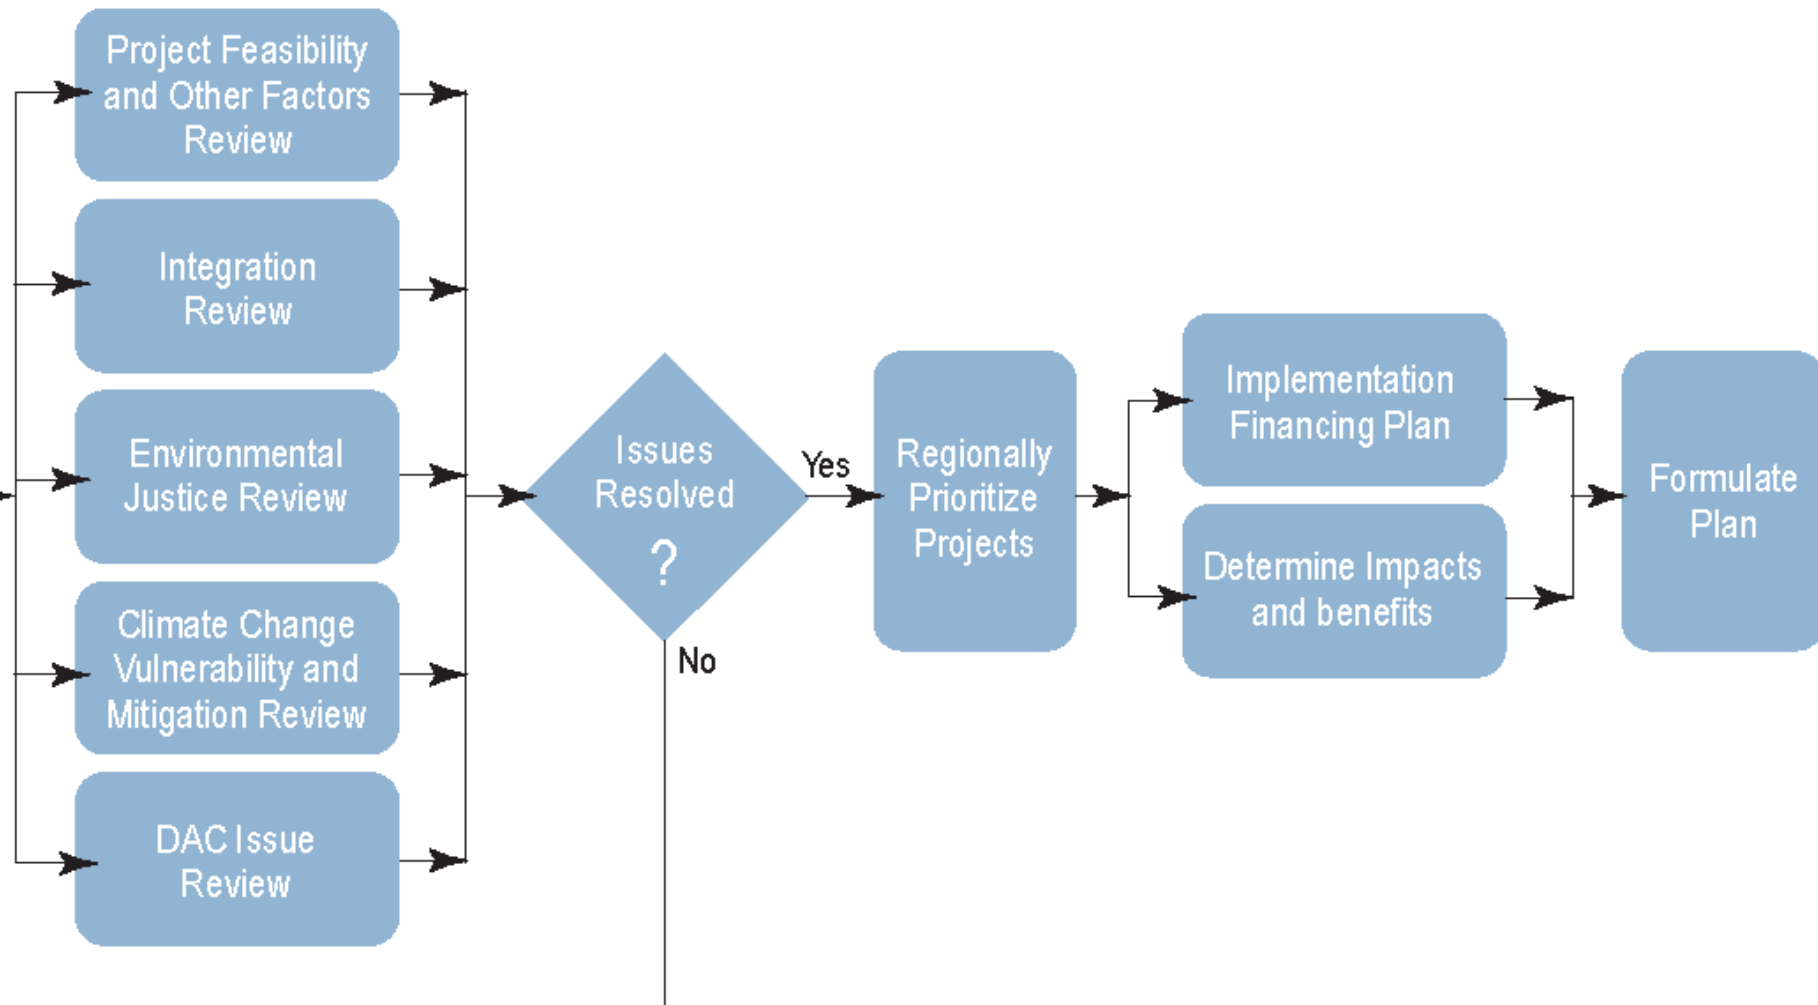 Project Feasibility
and Other Factors
Review
Integration
Review
Environmental
Justice Review
Climate Change
Vulnerability and
Mitigation Review
DAC Issue
Review
Issues
Resolved
?
Yes
No
Regionally
Prioritize
Projects
Implementation
Financing Plan
Determine Impacts
and benefits
Formulate
Plan